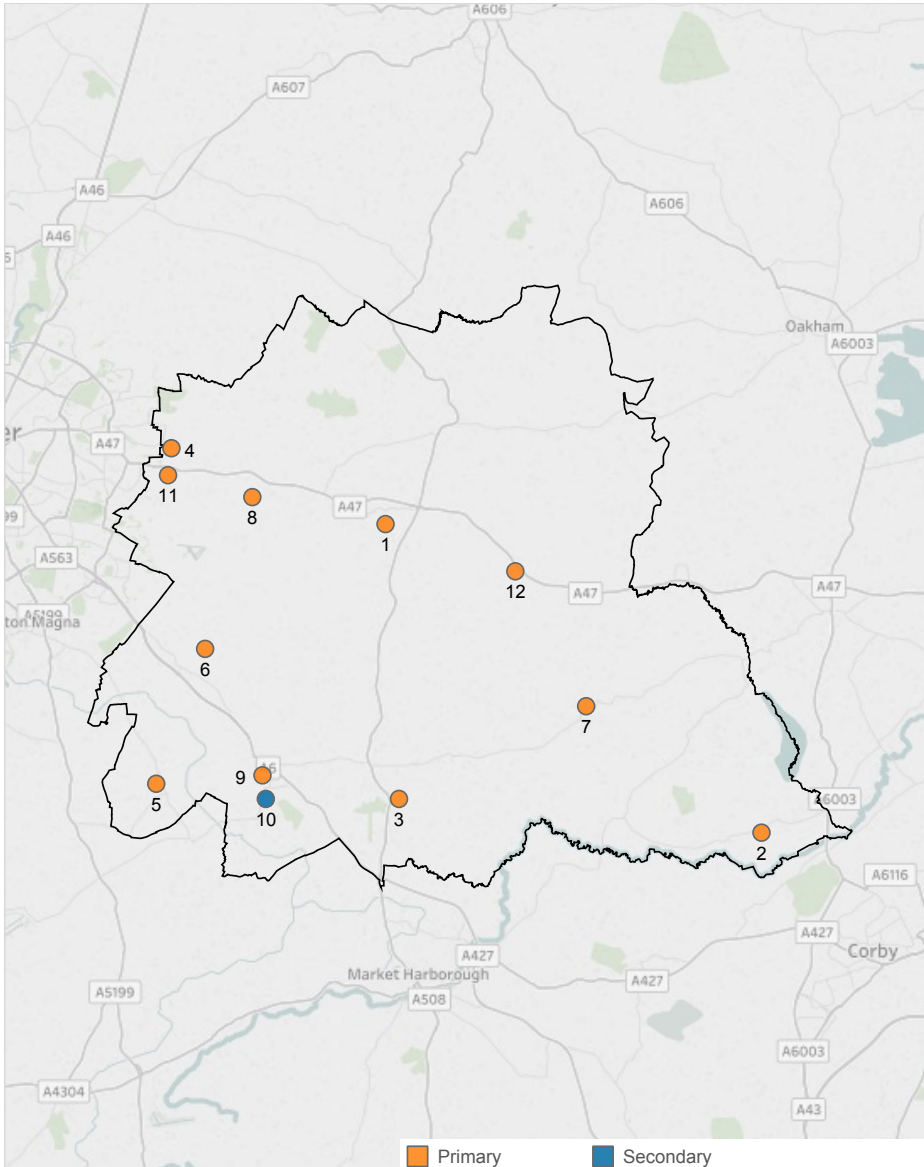 A606
A607
A46
A606
A46
Oakham
A6003
er
A47
4
11
8
A47
1
A563
12
A47
A47
A5199
ton Magna
6
7
9
A6
10
5
3
A6003
2
A6116
A427
Corby
A427
A427
Market Harborough
A5199
A508
A6003
A4304
A43
Primary
Secondary